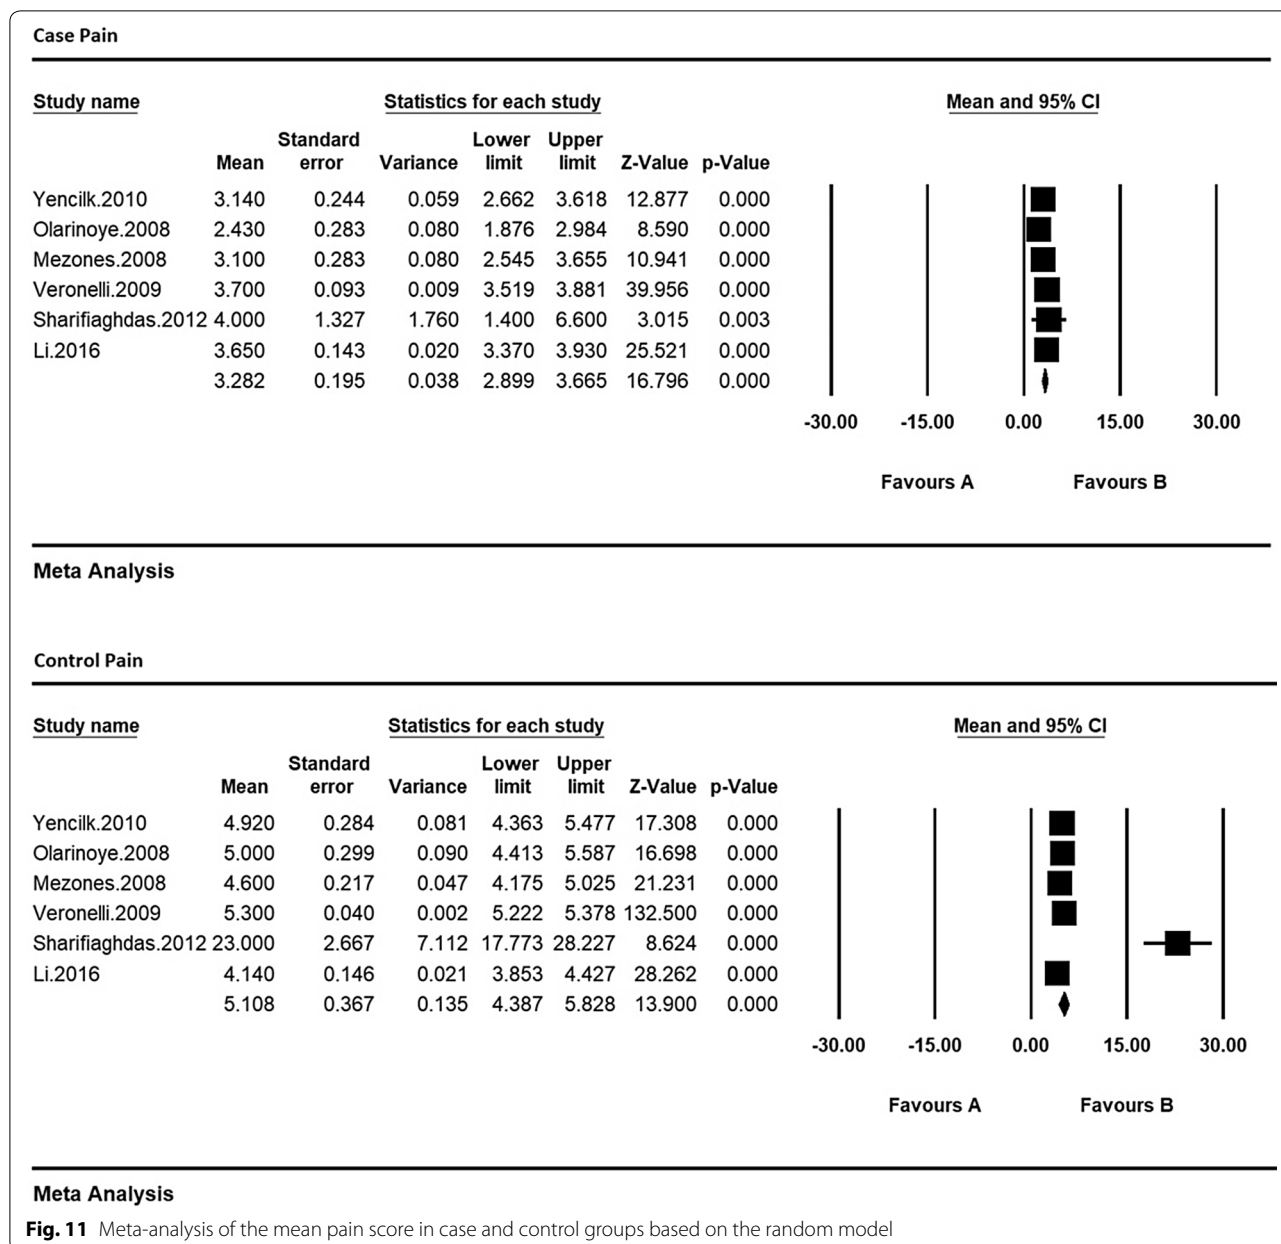 Case Pain
Study name Statistics for each study Mean and 95% CI
Standard Lower Upper
Mean error Variance limit limit Z-Value p-Value
Yencilk.2010 3.140 0.244 0.059 2.662 3.618 12.877 0.000
Olarinoye.2008 2.430 0.283 0.080 1.876 2.984 8.590 0.000
Mezones.2008 3.100 0.283 0.080 2.545 3.655 10.941 0.000
Veronelli.2009 3.700 0.093 0.009 3.519 3.881 39.956 0.000
Sharifiaghdas.2012 4.000 1.327 1.760 1.400 6.600 3.015 0.003
Li.2016 3.650 0.143 0.020 3.370 3.930 25.521 0.000
3.282 0.195 0.038 2.899 3.665 16.796 0.000
-30.00 -15.00 0.00 15.00 30.00
Favours A Favours B
Meta Analysis
Control Pain
Study name Statistics for each study Mean and 95% CI
Standard Lower Upper
Mean error Variance limit limit Z-Value p-Value
Yencilk.2010 4.920 0.284 0.081 4.363 5.477 17.308 0.000
Olarinoye.2008 5.000 0.299 0.090 4.413 5.587 16.698 0.000
Mezones.2008 4.600 0.217 0.047 4.175 5.025 21.231 0.000
Veronelli.2009 5.300 0.040 0.002 5.222 5.378 132.500 0.000
Sharifiaghdas.2012 23.000 2.667 7.112 17.773 28.227 8.624 0.000
Li.2016 4.140 0.146 0.021 3.853 4.427 28.262 0.000
5.108 0.367 0.135 4.387 5.828 13.900 0.000
-30.00 -15.00 0.00 15.00 30.00
Favours A Favours B
Meta Analysis
Fig. 11 Meta-analysis of the mean pain score in case and control groups based on the random model